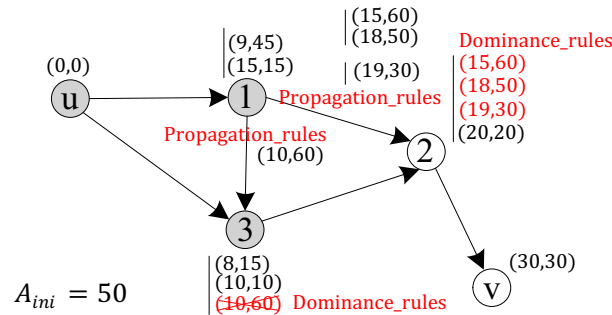 (15,60)
(18,50)
(19,30)
(9,45)
(15,15)
(0,0)
u
1
Propagation_rules
Dominance_rules
(15,60)
(18,50)
(19,30)
(20,20)
2
Propagation_rules
(10,60)
3
(8,15)
(10,10)
(10,60) Dominance_rules
A_ini = 50
(30,30)
v